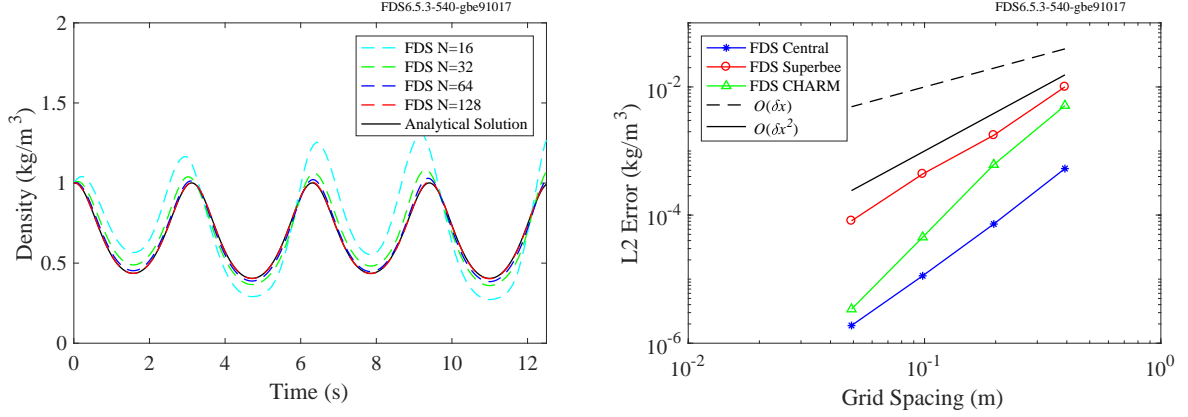 FDS6.5.3-540-gbe91017
2
1.5
1
0.5
0
Density (kg/m³)
FDS N=16
FDS N=32
FDS N=64
FDS N=128
Analytical Solution
0 2 4 6 8 10 12
Time (s)
FDS6.5.3-540-gbe91017
10⁻²
10⁻⁴
10⁻⁶
L2 Error (kg/m³)
FDS Central
FDS Superbee
FDS CHARM
O(δx)
O(δx²)
10⁻² 10⁻¹ 10⁰
Grid Spacing (m)